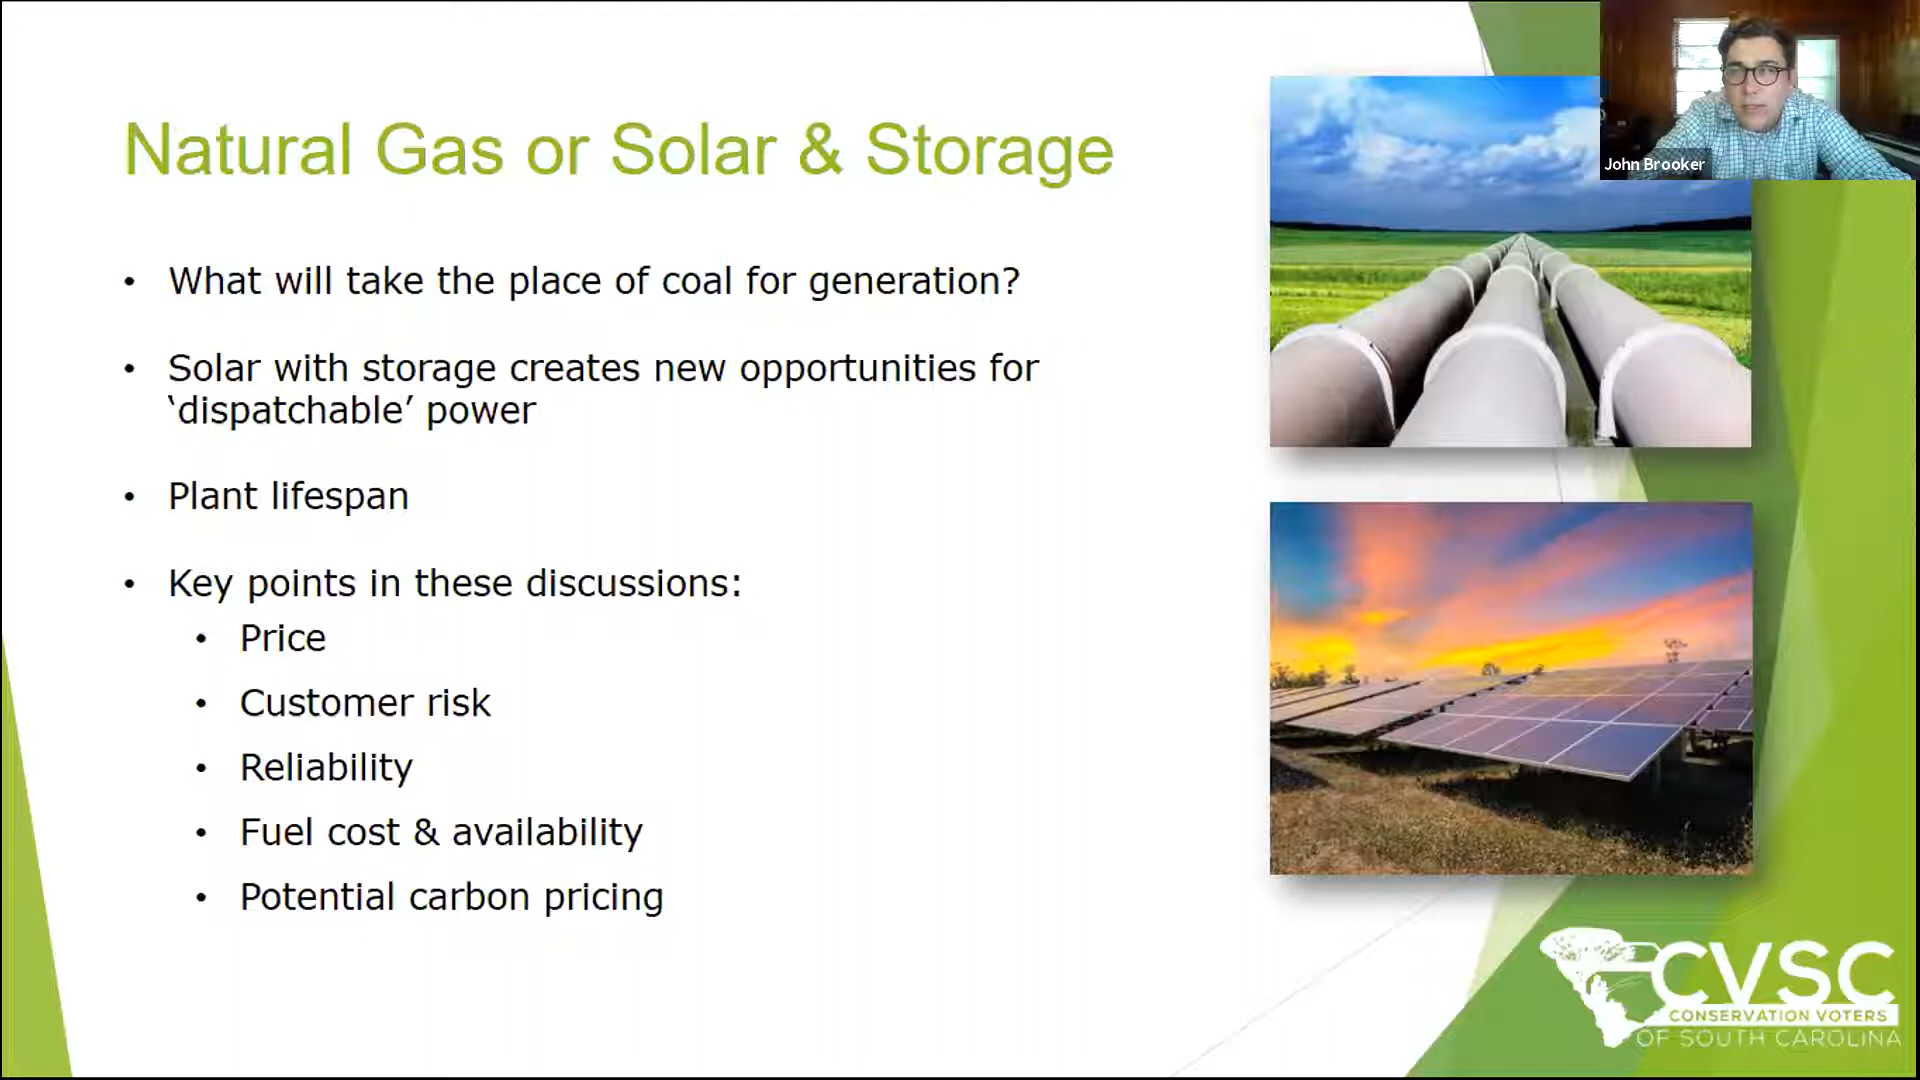 Natural Gas or Solar & Storage
• What will take the place of coal for generation?
• Solar with storage creates new opportunities for
‘dispatchable’ power
• Plant lifespan
• Key points in these discussions:
• Price
• Customer risk
• Reliability
• Fuel cost & availability
• Potential carbon pricing
John Brooker
CVSC
CONSERVATION VOTERS
OF SOUTH CAROLINA